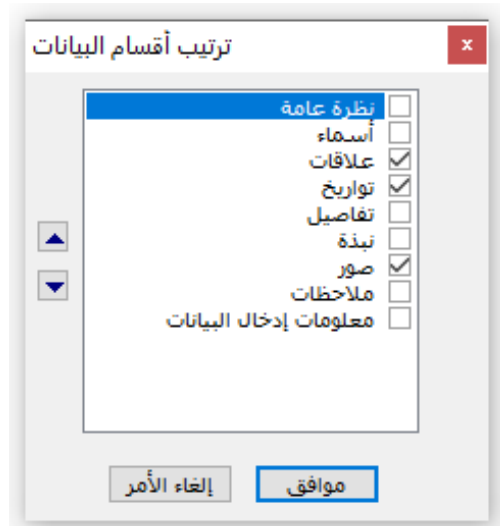 ترتيب أقسام البيانات
نظرة عامة
أسماء
علاقات
تواريخ
تفاصيل
نبذة
صور
ملاحظات
معلومات إدخال البيانات
موافق
إلغاء الأمر